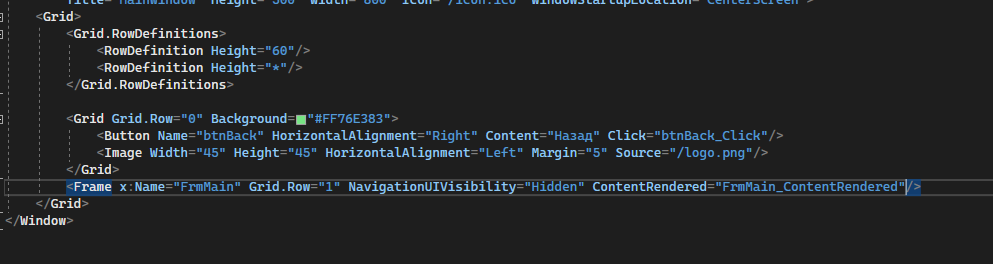 Title="MainWindow" Height="500" Width="800" Icon="/icon.ico" WindowStartupLocation="CenterScreen">
<Grid>
<Grid.RowDefinitions>
<RowDefinition Height="60"/>
<RowDefinition Height="*"/>
</Grid.RowDefinitions>
<Grid Grid.Row="0" Background="#FF76E383">
<Button Name="btnBack" HorizontalAlignment="Right" Content="Назад" Click="btnBack_Click"/>
<Image Width="45" Height="45" HorizontalAlignment="Left" Margin="5" Source="/logo.png"/>
</Grid>
<Frame x:Name="FrmMain" Grid.Row="1" NavigationUIVisibility="Hidden" ContentRendered="FrmMain_ContentRendered"/>
</Grid>
</Window>